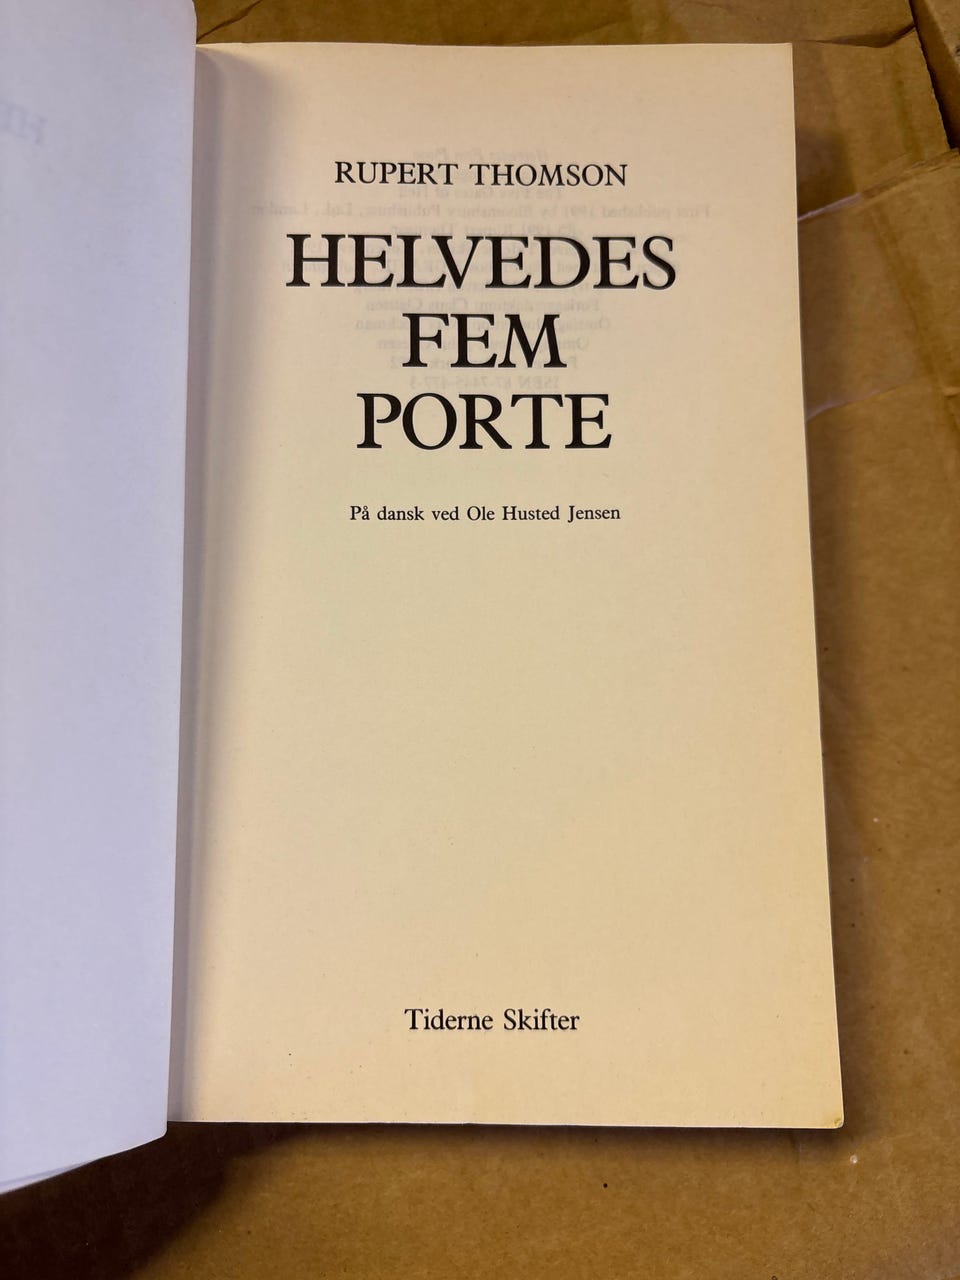 RUPERT THOMSON
HELVEDES
FEM
PORTE
På dansk ved Ole Husted Jensen
Tiderne Skifter